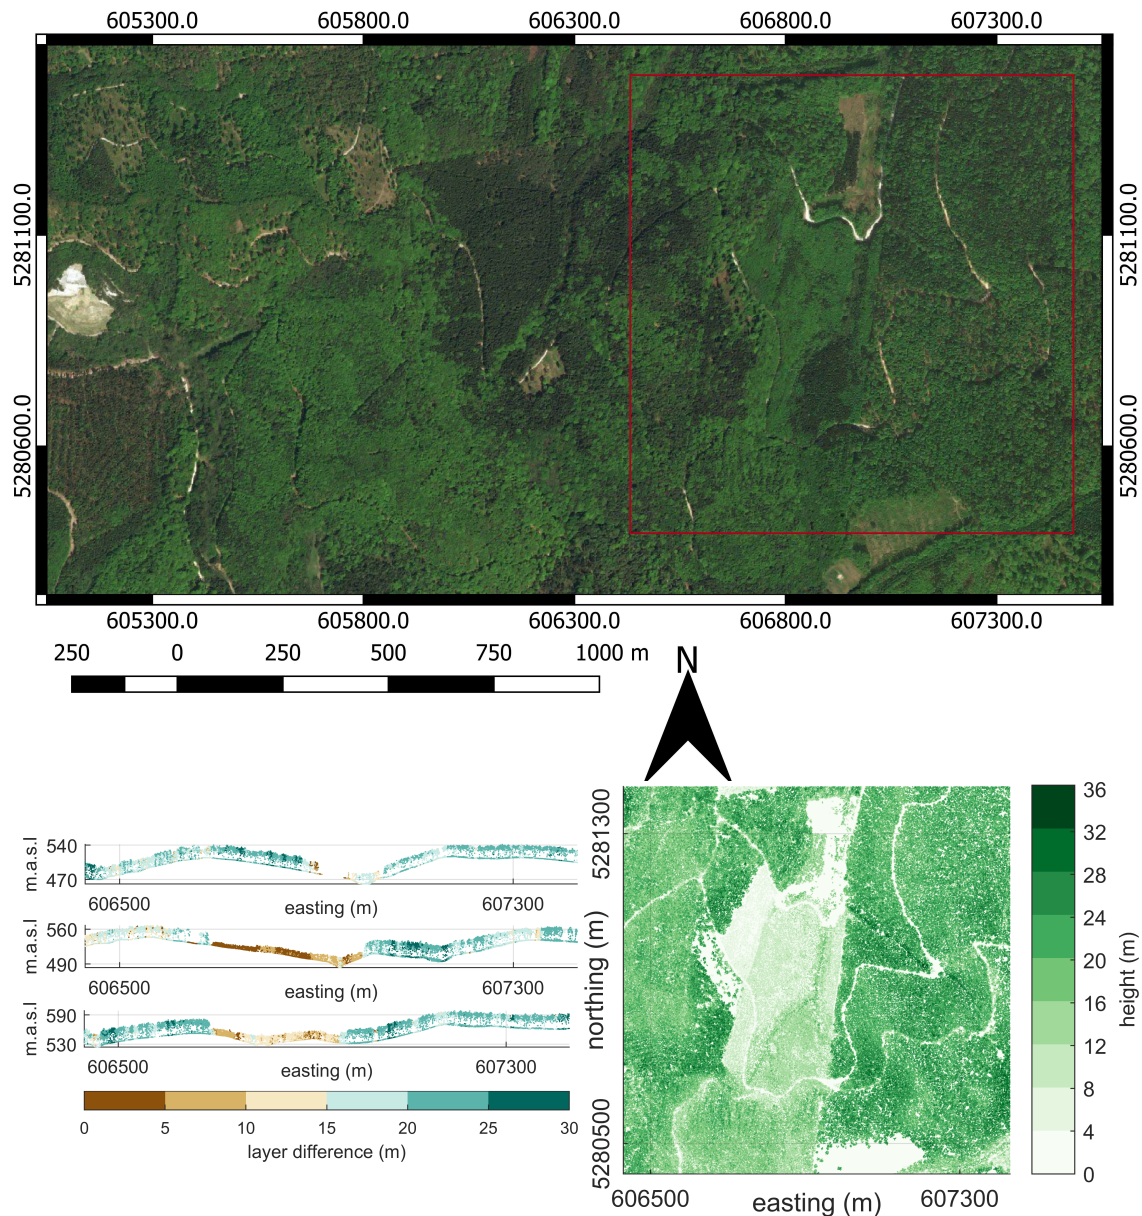 605300.0 605800.0 606300.0 606800.0 607300.0
5281100.0 5281100.0
5280600.0 5280600.0
605300.0 605800.0 606300.0 606800.0 607300.0
250 0 250 500 750 1000 m
N
m.a.s.l
540
470
606500 607300
easting (m)
m.a.s.l
560
490
606500 607300
easting (m)
m.a.s.l
590
530
606500 607300
easting (m)
0 5 10 15 20 25 30
layer difference (m)
5281300
northing (m)
5280500
606500 607300
easting (m)
36
32
28
24
20
16
12
8
4
0
height (m)